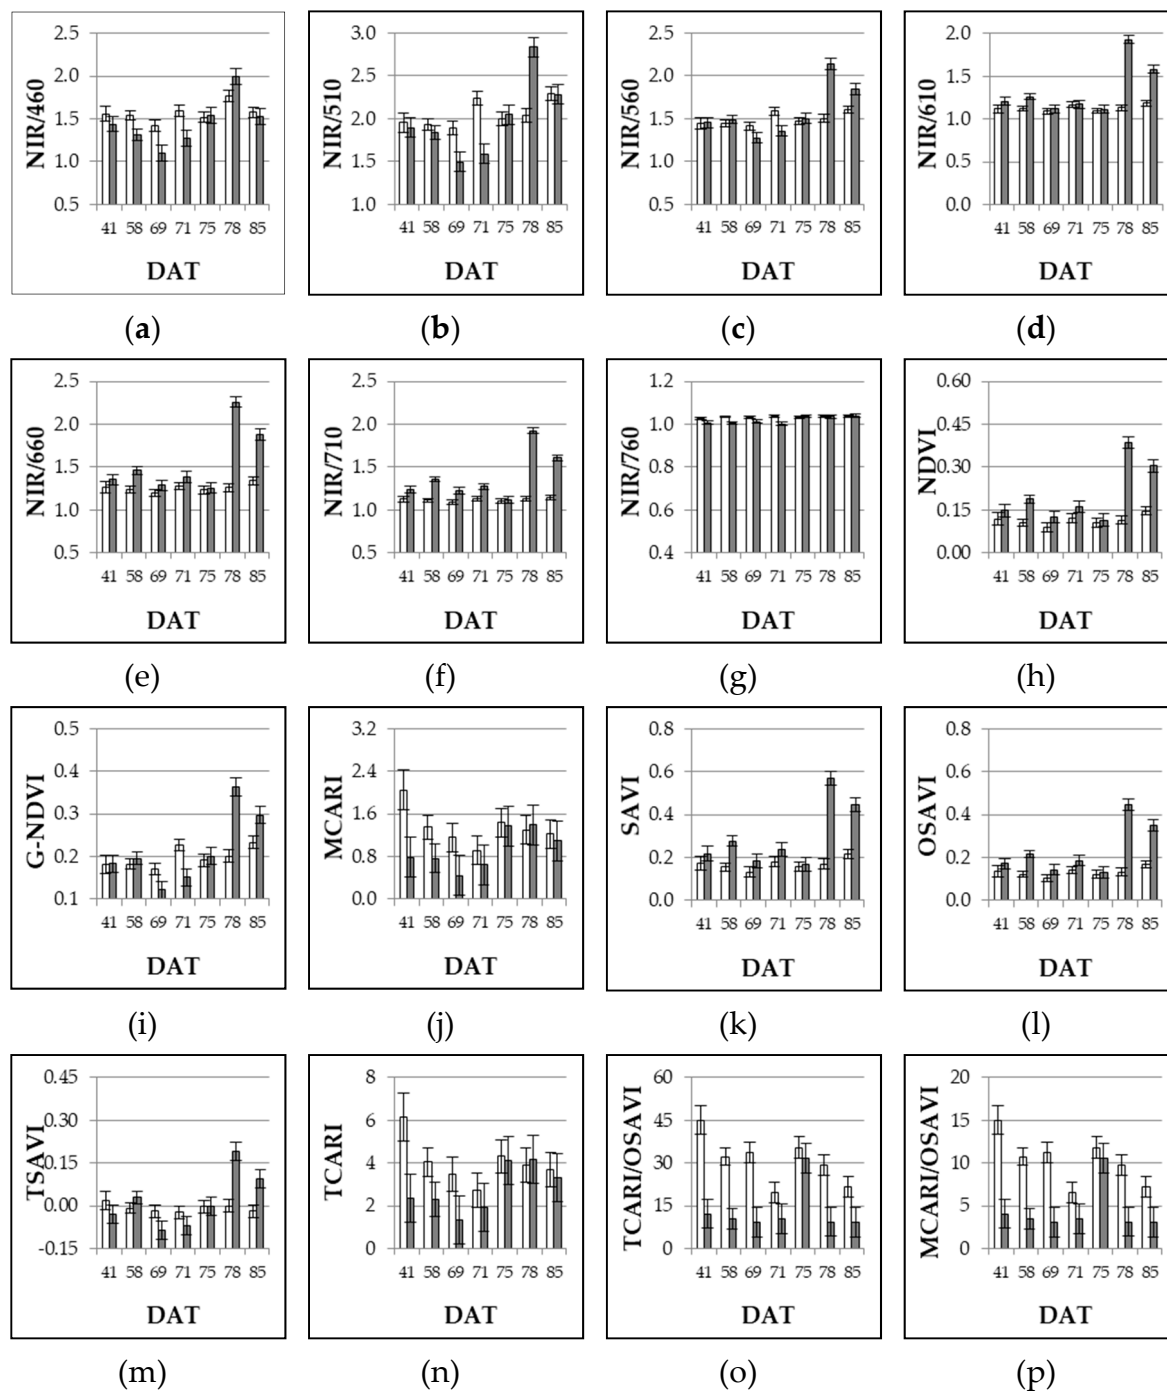 2.5 3.0 2.5 2.0
2.0 2.5 2.0 1.5
1.5 2.0 1.5 1.0
1.0 1.5 1.0 0.5
0.5 1.0 0.5 0.0
NIR/460 NIR/510 NIR/560 NIR/610
41 58 69 71 75 78 85 41 58 69 71 75 78 85 41 58 69 71 75 78 85 41 58 69 71 75 78 85
DAT DAT DAT DAT
(a) (b) (c) (d)
2.5 2.5 1.2 0.60
2.0 2.0 1.0 0.45
1.5 1.5 0.8 0.30
1.0 1.0 0.6 0.15
0.5 0.5 0.4 0.00
NIR/660 NIR/710 NIR/760 NDVI
41 58 69 71 75 78 85 41 58 69 71 75 78 85 41 58 69 71 75 78 85 41 58 69 71 75 78 85
DAT DAT DAT DAT
(e) (f) (g) (h)
0.5 3.2 0.8 0.8
0.4 2.4 0.6 0.6
0.3 1.6 0.4 0.4
0.2 0.8 0.2 0.2
0.1 0.0 0.0 0.0
G-NDVI MCARI SAVI OSAVI
41 58 69 71 75 78 85 41 58 69 71 75 78 85 41 58 69 71 75 78 85 41 58 69 71 75 78 85
DAT DAT DAT DAT
(i) (j) (k) (l)
0.45 8 60 20
0.30 6 45 15
0.15 4 30 10
0.00 2 15 5
-0.15 0 0 0
TSAVI TCARI TCARI/OSAVI MCARI/OSAVI
41 58 69 71 75 78 85 41 58 69 71 75 78 85 41 58 69 71 75 78 85 41 58 69 71 75 78 85
DAT DAT DAT DAT
(m) (n) (o) (p)